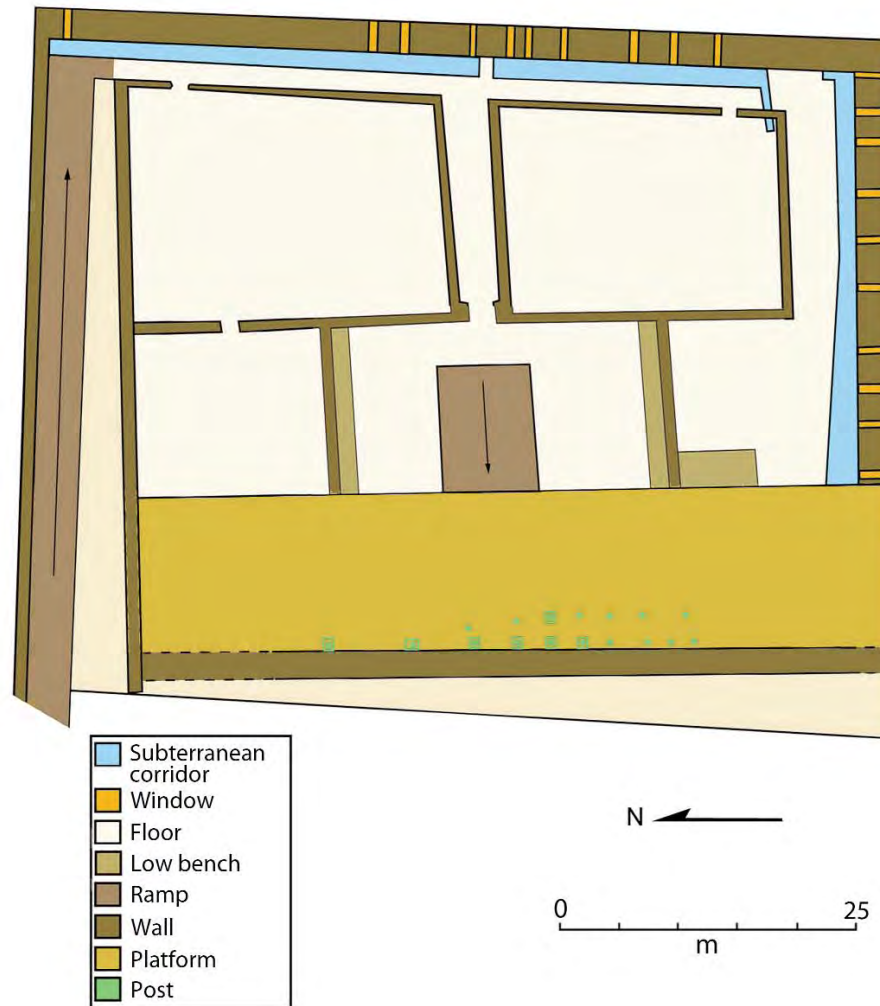 Subterranean
corridor
Window
Floor
Low bench
Ramp
Wall
Platform
Post
N
0 25
m